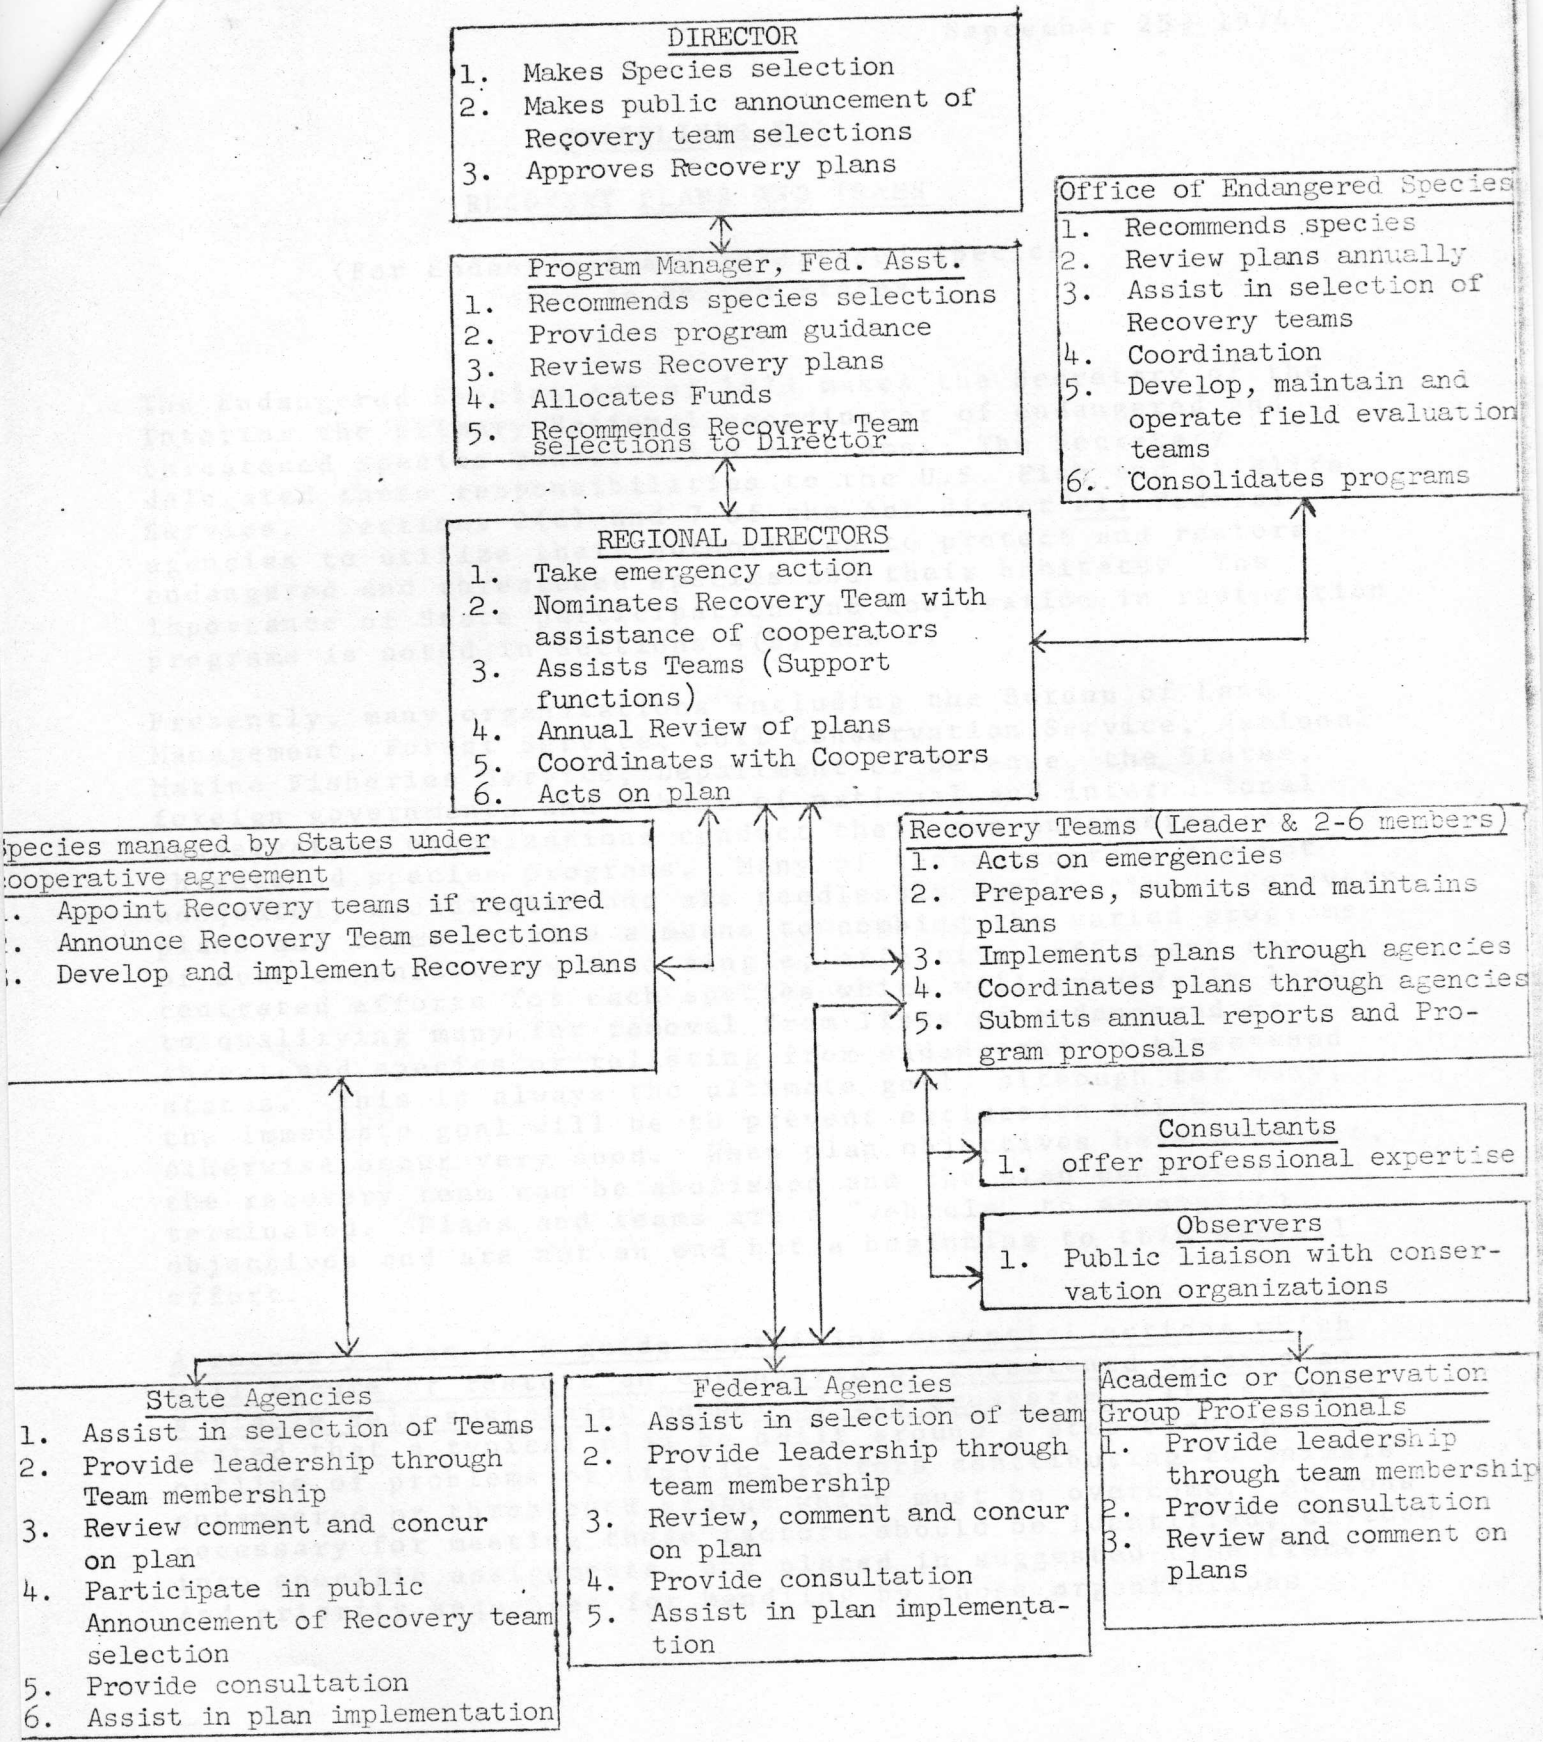 DIRECTOR
1. Makes Species selection
2. Makes public announcement of
Recovery team selections
3. Approves Recovery plans
Office of Endangered Species
1. Recommends species
2. Review plans annually
3. Assist in selection of
Recovery teams
4. Coordination
5. Develop, maintain and
operate field evaluation
teams
6. Consolidates programs
Program Manager, Fed. Asst.
1. Recommends species selections
2. Provides program guidance
3. Reviews Recovery plans
4. Allocates Funds
5. Recommends Recovery Team
selections to Director
REGIONAL DIRECTORS
1. Take emergency action
2. Nominates Recovery Team with
assistance of cooperators
3. Assists Teams (Support
functions)
4. Annual Review of plans
5. Coordinates with Cooperators
6. Acts on plan
pecies managed by States under
ooperative agreement
. Appoint Recovery teams if required
. Announce Recovery Team selections
. Develop and implement Recovery plans
Recovery Teams (Leader & 2-6 members)
1. Acts on emergencies
2. Prepares, submits and maintains
plans
3. Implements plans through agencies
4. Coordinates plans through agencies
5. Submits annual reports and Pro-
gram proposals
Consultants
1. offer professional expertise
Observers
1. Public liaison with conser-
vation organizations
State Agencies
1. Assist in selection of Teams
2. Provide leadership through
Team membership
3. Review comment and concur
on plan
4. Participate in public
Announcement of Recovery team
selection
5. Provide consultation
6. Assist in plan implementation
Federal Agencies
1. Assist in selection of team
2. Provide leadership through
team membership
3. Review, comment and concur
on plan
4. Provide consultation
5. Assist in plan implementa-
tion
Academic or Conservation
Group Professionals
1. Provide leadership
through team membership
2. Provide consultation
3. Review and comment on
plans